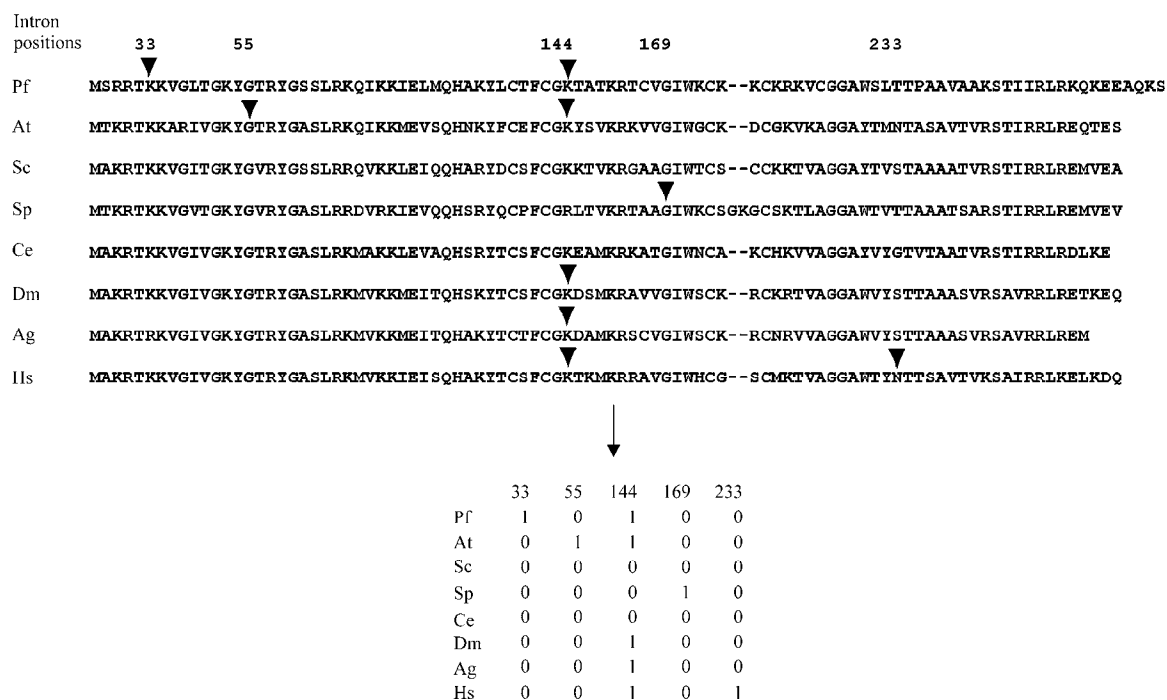 Intron
positions 33 55 144 169 233
Pf MSRRTKKVGLTGKYGTRYGSSLRKQIKKIELMQHAKYLCTFCGKTATKRTCVGIWKCK--KCKRKVCGGAWSLTTPAAVAAKSTIIRLRKQKEEAQKS
At MTKRTKKARIVGKYGTRYGASLRKQIKKMEVSQHNKYFCEFCGKYSVKRKVVGIWGCK--DCGKVKAGGAYTMNTASAVTVRSTIRRLREQTES
Sc MAKRTKKVGITGKYGVRYGSSLRRQVKKLEIQQHARYDCSFCGKKTVKRGAAGIWTCS--CCKKTVAGGAYTVSTAAAATVRSTIRRLREMVEA
Sp MTKRTKKVGVTGKYGVRYGASLRRDVRKIEVQQHSRYQCPFCGRLTVKRTAAGIWKCSGKGCSKTLAGGAWTVTTAAATSARSTIRRLREMVEV
Ce MAKRTKKVGIVGKYGTRYGASLRKMAKKLEVAQHSRYTCSFCGKEAMKRKATGIWNCA--KCHKVVAGGAYVYGTVTAATVRSTIRRLRDLKE
Dm MAKRTKKVGIVGKYGTRYGASLRKMVKKMEITQHSKYTCSFCGKDSMKRAVVGIWSCK--RCKRTVAGGAWVYSTTAAASVRSAVRRLRETKEQ
Ag MAKRTRKVGIVGKYGTRYGASLRKMVKKMEITQHAKYTCTFCGKDAMKRSCVGIWSCK--RCNRVVAGGAWVYSTTAAASVRSAVRRLREM
Hs MAKRTKKVGIVGKYGTRYGASLRKMVKKIEISQHAKYTCSFCGKTKMKRRAVGIWHCG--SCMKTVAGGAWTYNTTSAVTVKSAIRRLKELKDQ
33 55 144 169 233
Pf 1 0 1 0 0
At 0 1 1 0 0
Sc 0 0 0 0 0
Sp 0 0 0 1 0
Ce 0 0 0 0 0
Dm 0 0 1 0 0
Ag 0 0 1 0 0
Hs 0 0 1 0 1